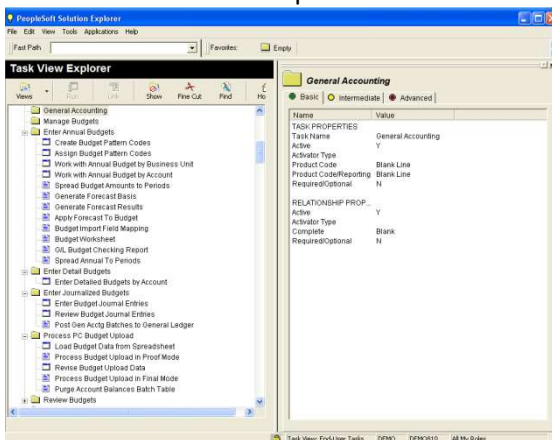 PeopleSoft Solution Explorer
File Edit View Tools Applications Help
Fast Path Favorites: Empty
Task View Explorer
Views Run Link Show Fine Cut Find Ho
General Accounting
Manage Budgets
Enter Annual Budgets
Create Budget Pattern Codes
Assign Budget Pattern Codes
Work with Annual Budget by Business Unit
Work with Annual Budget by Account
Spread Budget Amounts to Periods
Generate Forecast Basis
Generate Forecast Results
Apply Forecast To Budget
Budget Import Field Mapping
Budget Worksheet
G/L Budget Checking Report
Spread Annual To Periods
Enter Detail Budgets
Enter Detailed Budgets by Account
Enter Journalized Budgets
Enter Budget Journal Entries
Review Budget Journal Entries
Post Gen Acctg Batches to General Ledger
Process PC Budget Upload
Load Budget Data from Spreadsheet
Process Budget Upload in Proof Mode
Revise Budget Upload Data
Process Budget Upload in Final Mode
Purge Account Balances Batch Table
Review Budgets
General Accounting
Basic Intermediate Advanced
Name Value
TASK PROPERTIES
Task Name General Accounting
Active Y
Activator Type
Product Code Blank Line
Product Code/Reporting Blank Line
Required/Optional N
RELATIONSHIP PROP...
Active Y
Activator Type
Complete Blank
Required/Optional N
Task View: End-User Tasks DEMO DEMO810 All My Roles